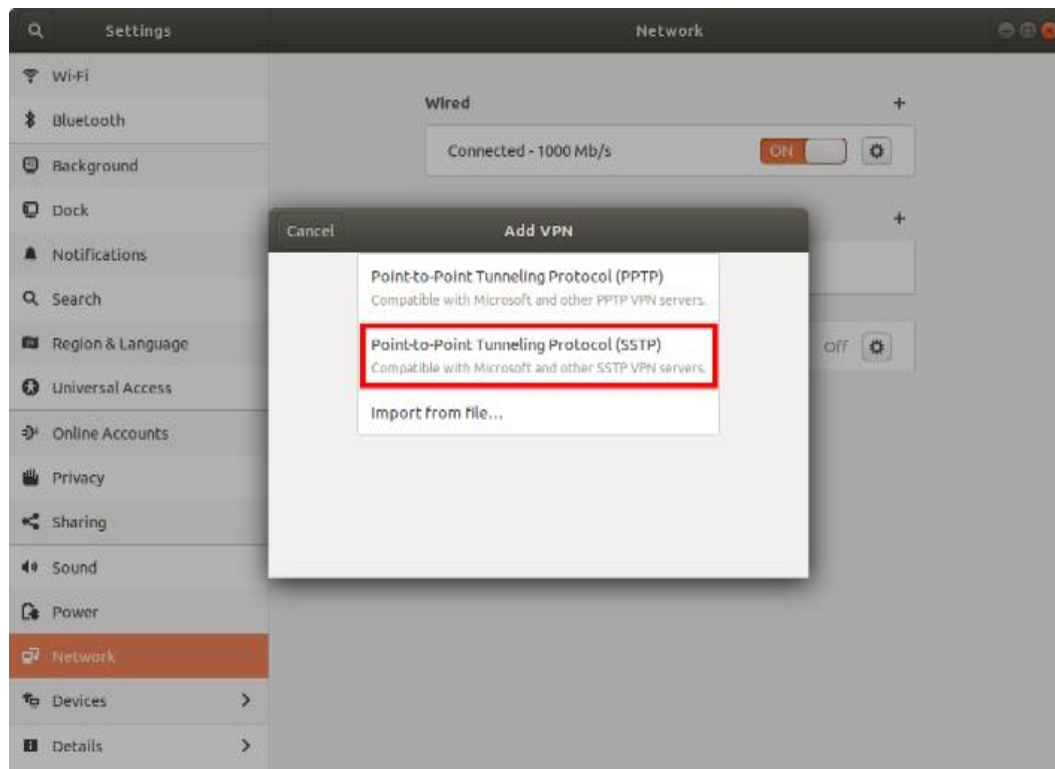 Settings
Network
Wi-Fi
Bluetooth
Background
Dock
Notifications
Search
Region & Language
Universal Access
Online Accounts
Privacy
Sharing
Sound
Power
Network
Devices
Details
Wired
Connected - 1000 Mb/s
ON
Cancel
Add VPN
Point-to-Point Tunneling Protocol (PPTP)
Compatible with Microsoft and other PPTP VPN servers.
Point-to-Point Tunneling Protocol (SSTP)
Compatible with Microsoft and other SSTP VPN servers.
Import from file...
Off